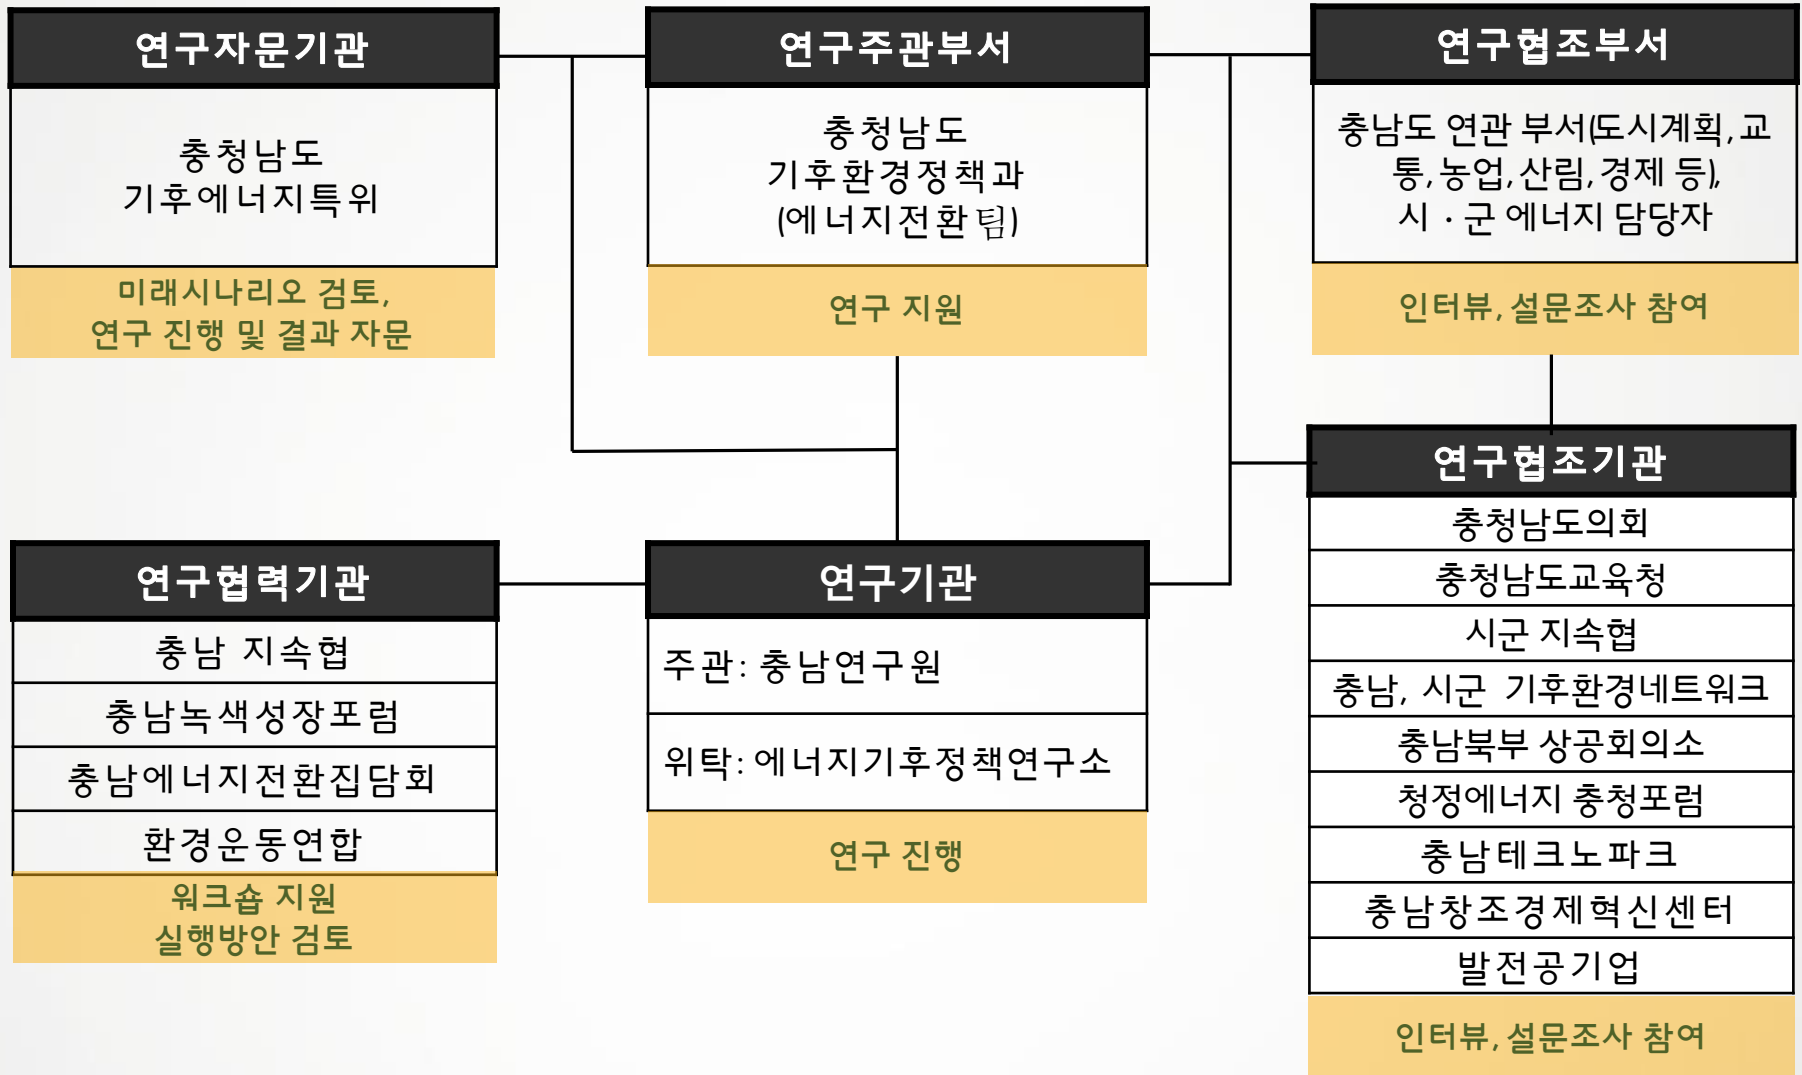 연구자문기관
충청남도
기후에너지특위
미래시나리오 검토,
연구 진행 및 결과 자문
연구주관부서
충청남도
기후환경정책과
(에너지전환팀)
연구 지원
연구협조부서
충남도 연관 부서(도시계획, 교
통, 농업, 산림, 경제 등),
시 · 군 에너지 담당자
인터뷰, 설문조사 참여
연구협력기관
충남 지속협
충남녹색성장포럼
충남에너지전환집담회
환경운동연합
워크숍 지원
실행방안 검토
연구기관
주관: 충남연구원
위탁: 에너지기후정책연구소
연구 진행
연구협조기관
충청남도의회
충청남도교육청
시군 지속협
충남, 시군 기후환경네트워크
충남북부 상공회의소
청정에너지 충청포럼
충남테크노파크
충남창조경제혁신센터
발전공기업
인터뷰, 설문조사 참여